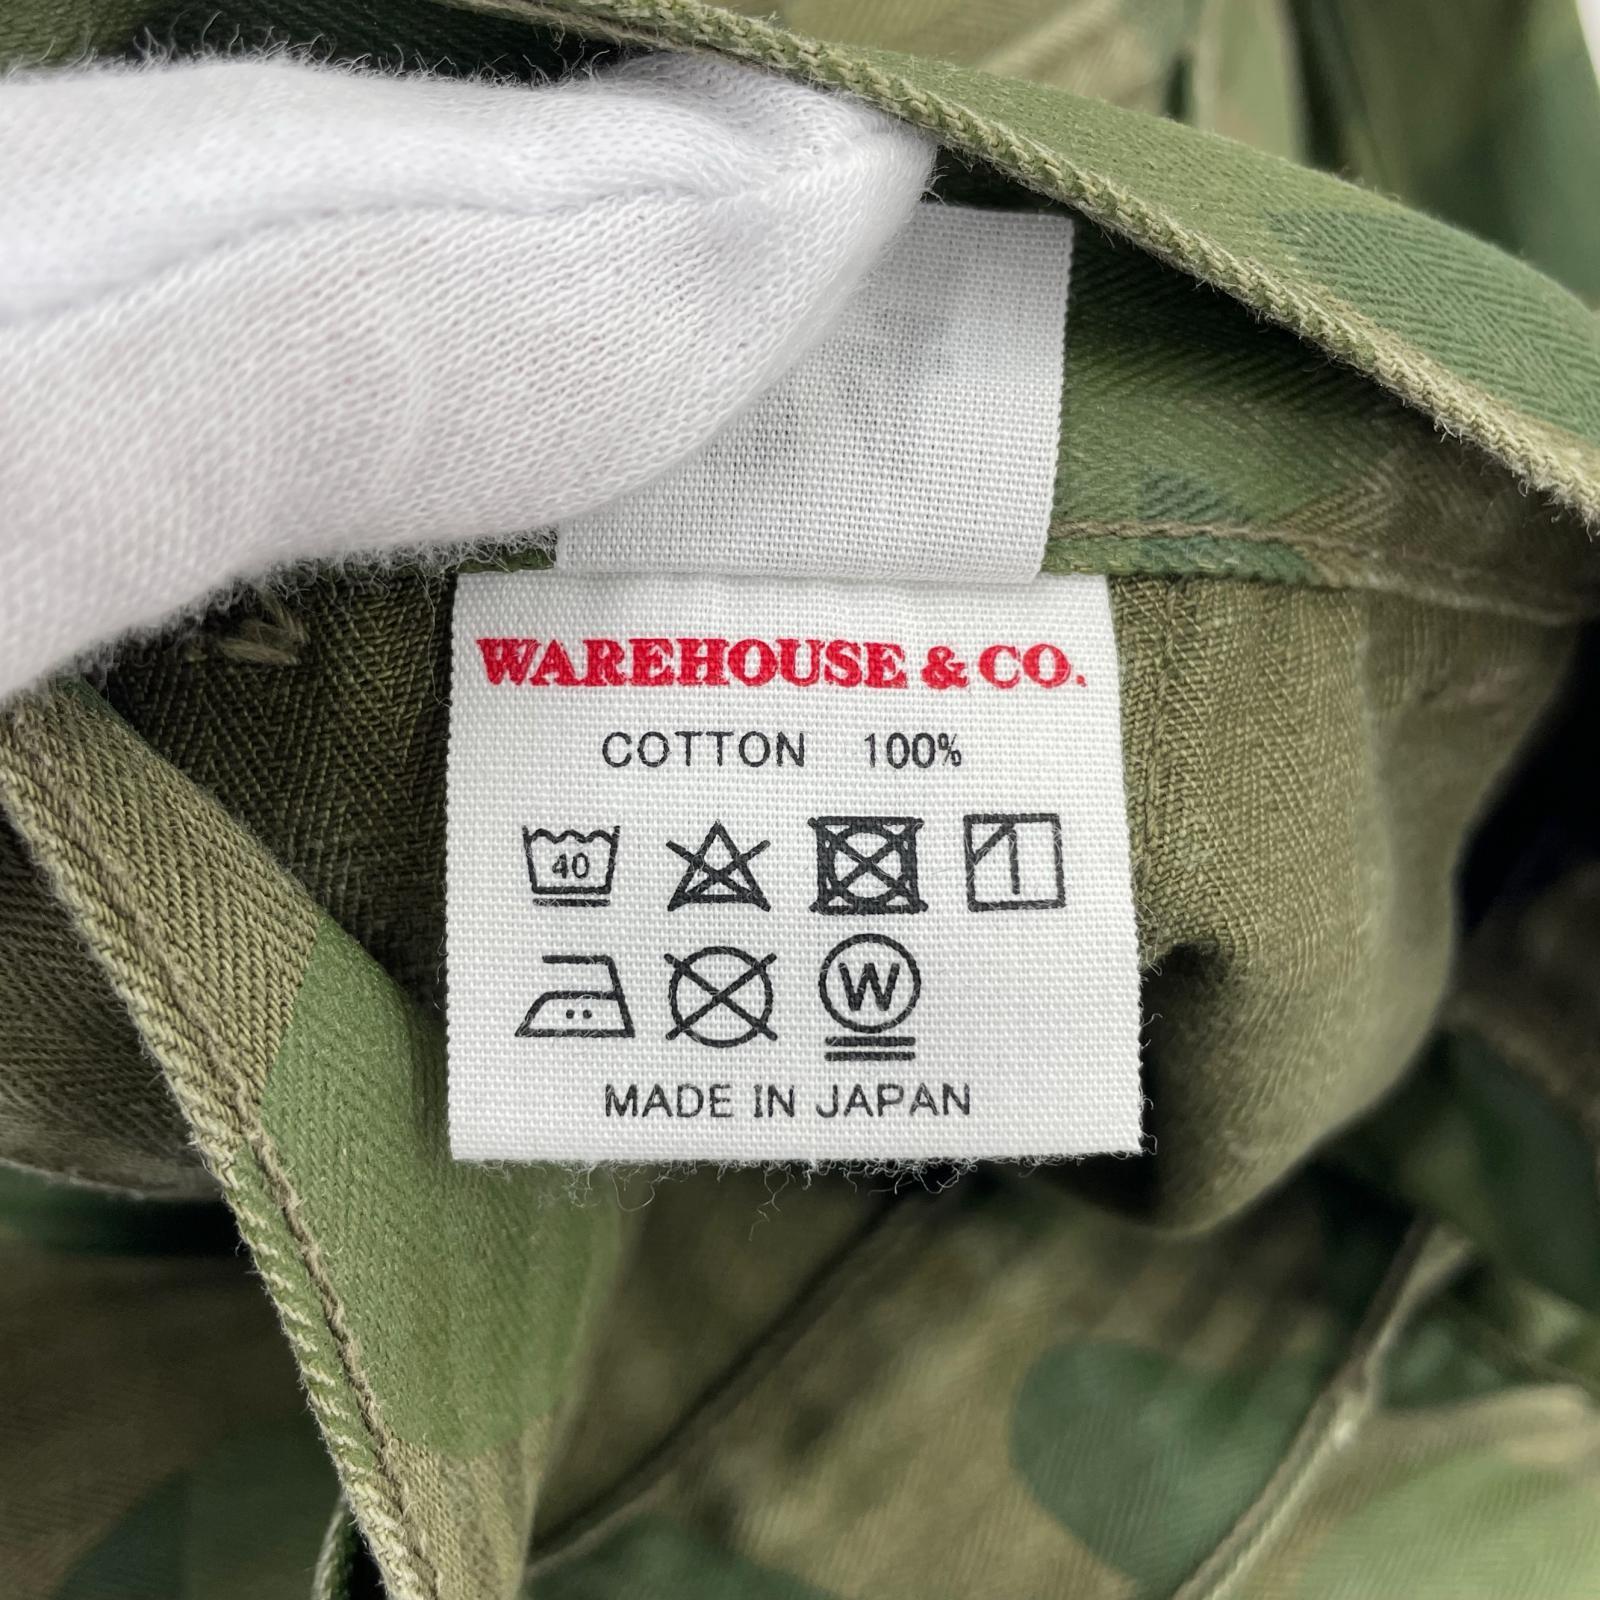 WAREHOUSE & CO.
COTTON 100%
40
W
MADE IN JAPAN